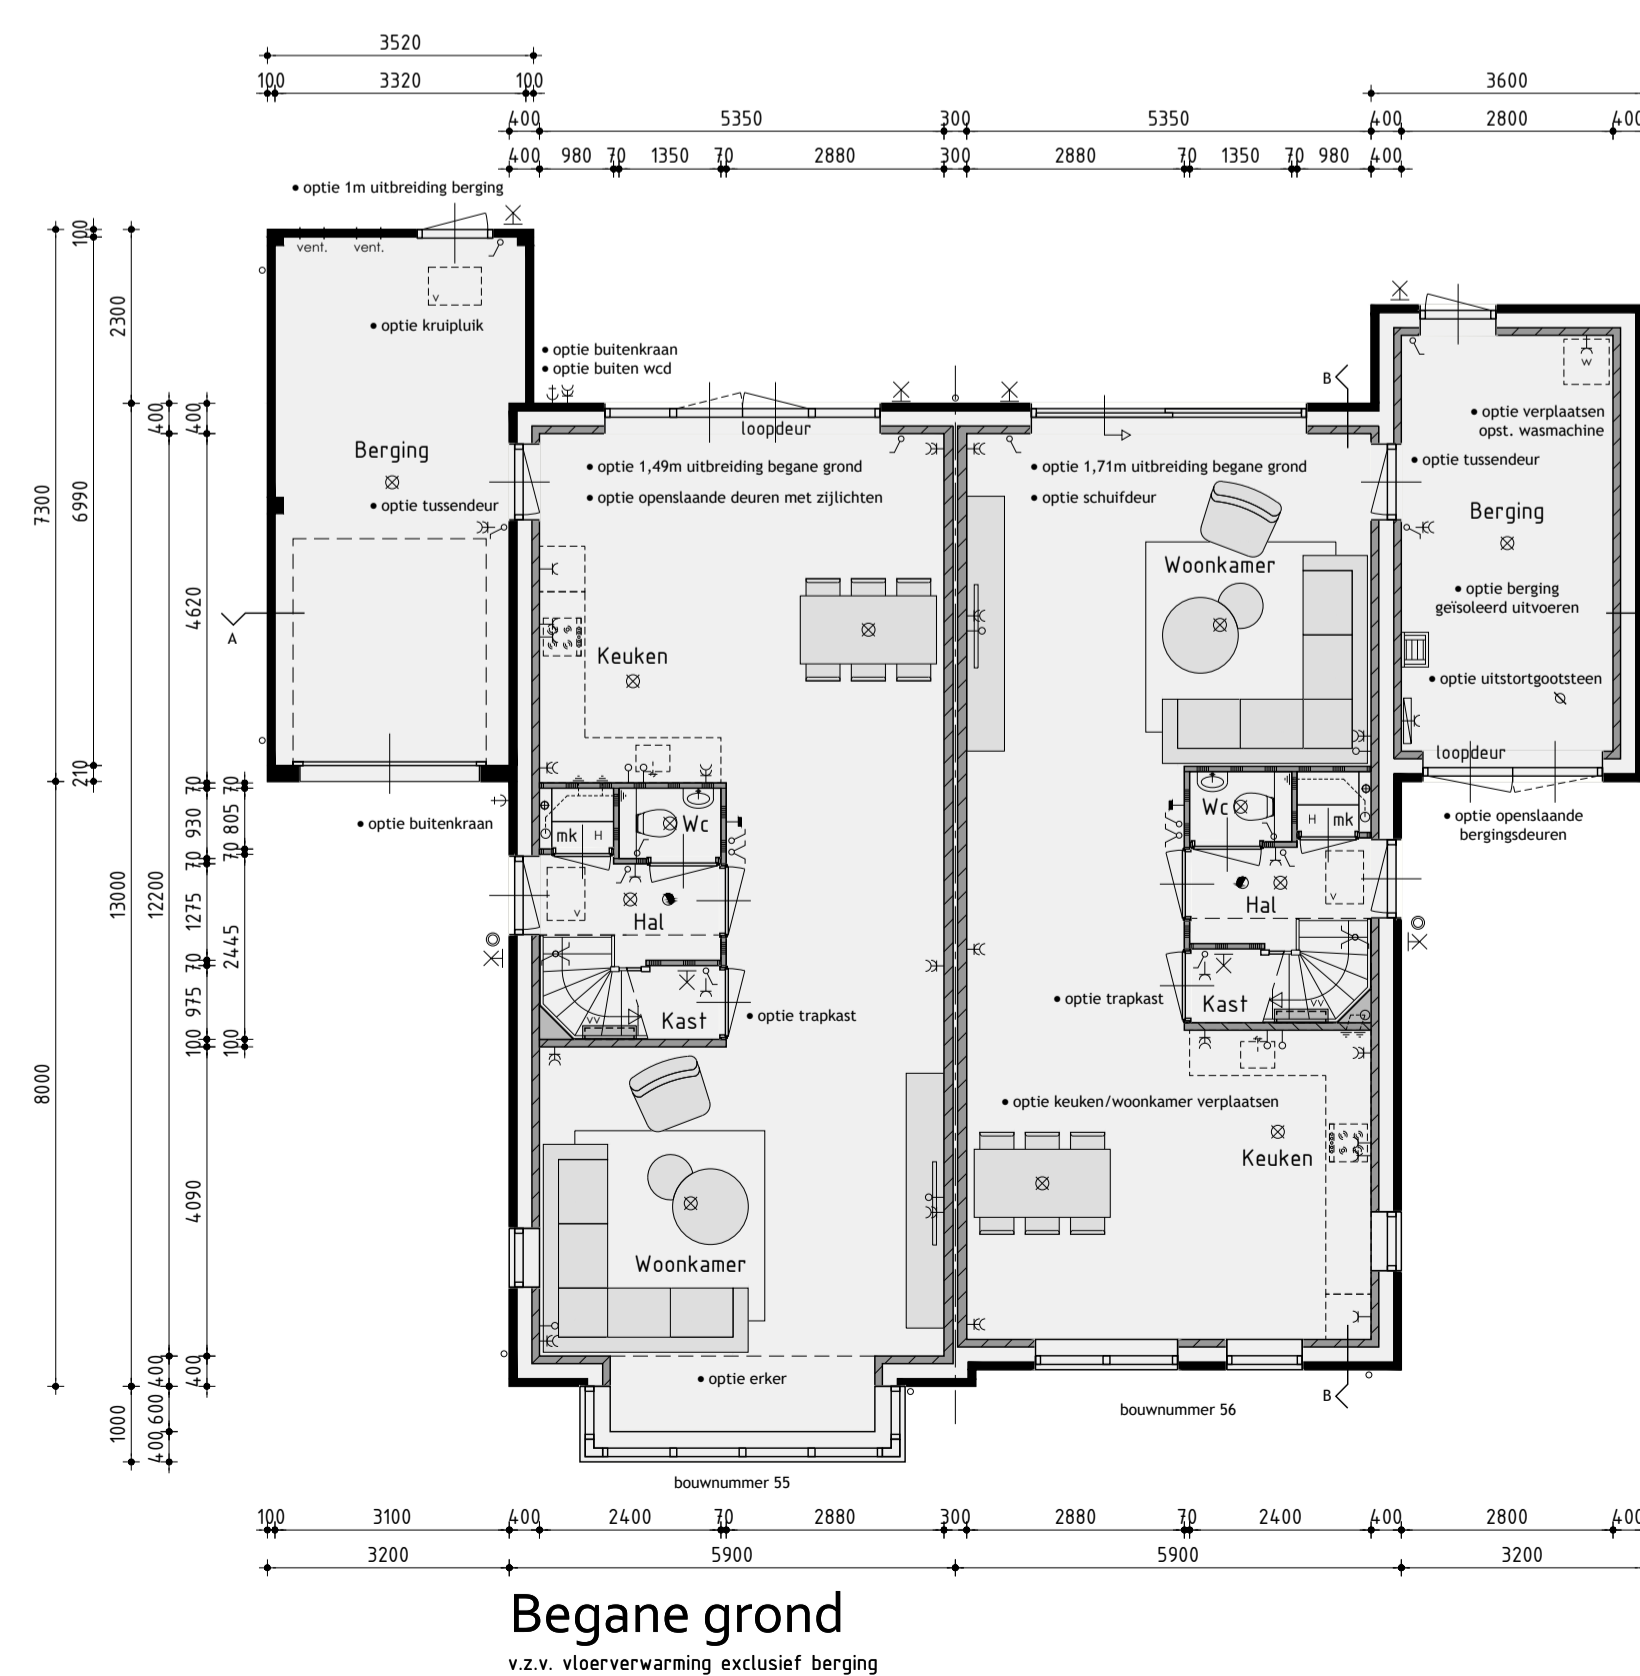 3520
100 3320 100 3600
400 5350 300 5350 400 2800 400
400 980 70 1350 70 2880 300 2880 70 1350 70 980 400
• optie 1m uitbreiding berging
vent. vent.
v
• optie kruipluik
• optie buitenkraan
• optie buiten wcd
B
loopdeur
• optie verplaatsen
opst. wasmachine
w
Berging
• optie tussendeur
• optie 1,49m uitbreiding begane grond
• optie openslaande deuren met zijlichten
• optie 1,71m uitbreiding begane grond
• optie schuifdeur
• optie tussendeur
Berging
Woonkamer
• optie berging
geïsoleerd uitvoeren
A
Keuken
• optie uitstortgootsteen
loopdeur
• optie buitenkraan
mk H Wc
Wc H mk
• optie openslaande
bergingsdeuren
v
Hal
Hal
v
vv
Kast
• optie trapkast
• optie trapkast
Kast
vv
• optie keuken/woonkamer verplaatsen
Keuken
Woonkamer
• optie erker
B
bouwnummer 56
bouwnummer 55
7300
8000
100
6990
210
2300
13000
1000
400
12200
400
600
400
400
4620
70
930
70
1275
70
975
100
4090
400
70
805
70
2445
100
100 3100 400 2400 70 2880 300 2880 70 2400 400 2800 400
3200 5900 5900 3200
Begane grond
v.z.v. vloerverwarming exclusief berging